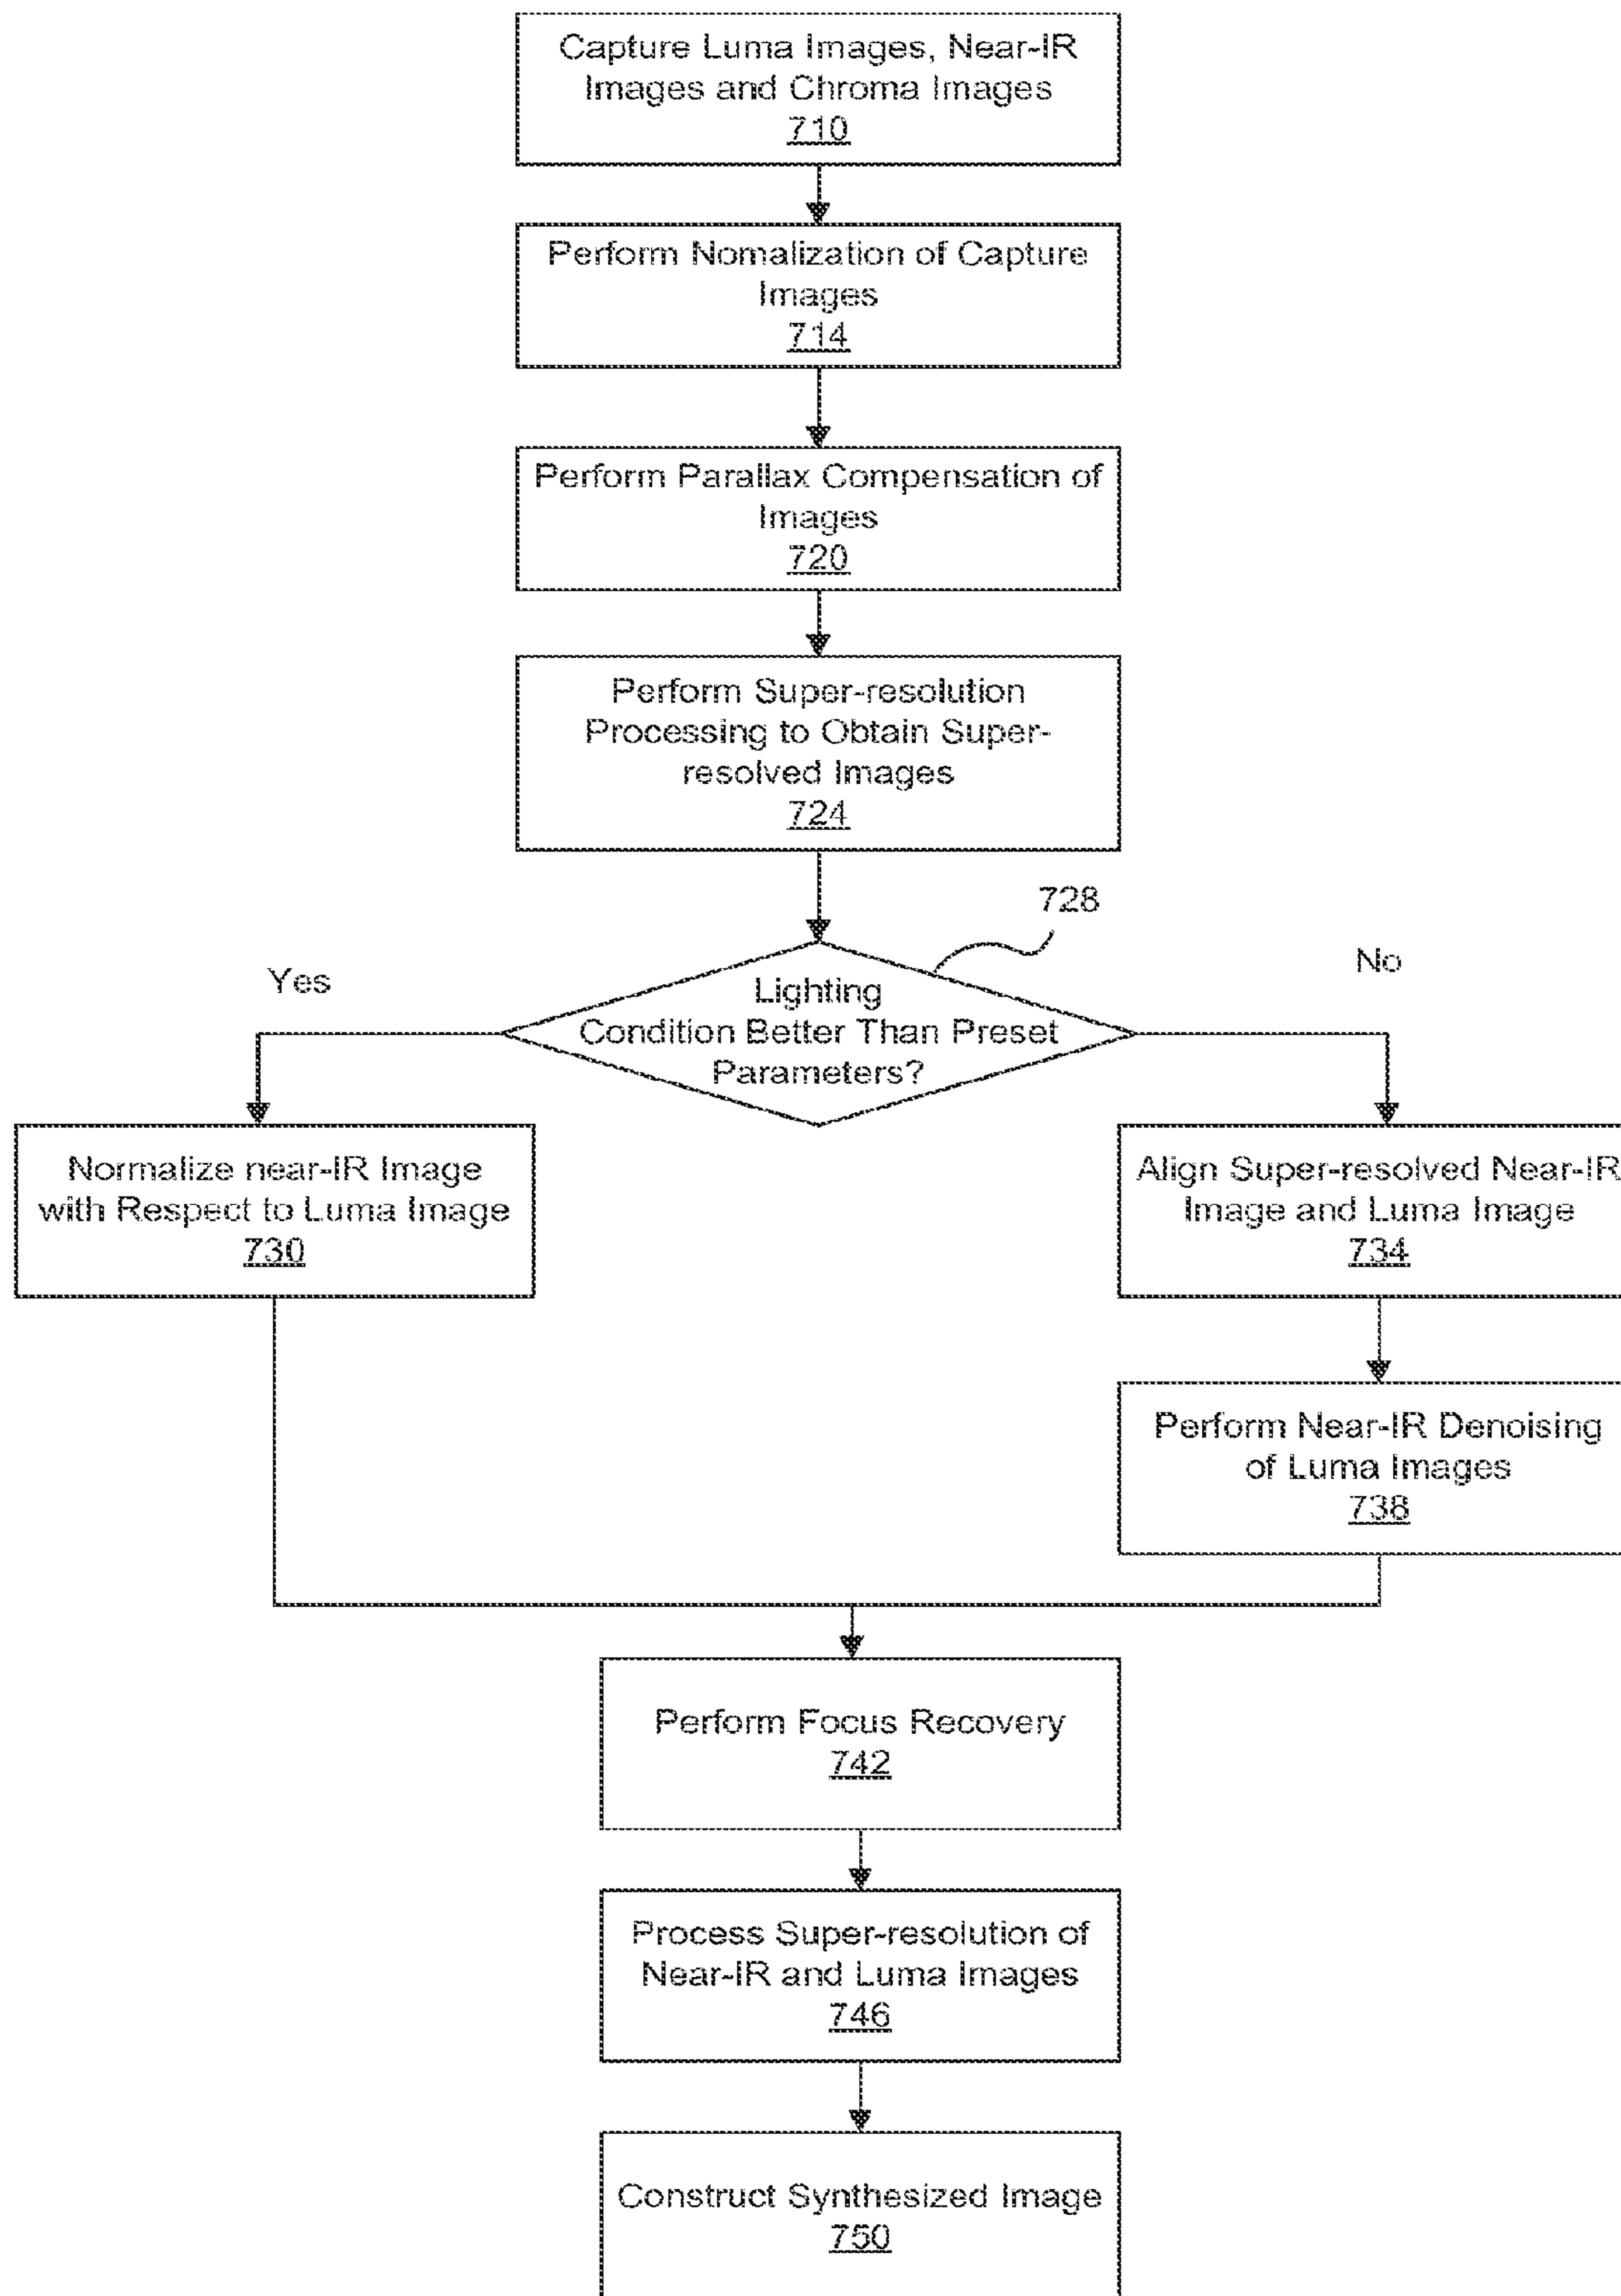 Capture Luma Images, Near-IR
Images and Chroma Images
710
Perform Nomalization of Capture
Images
714
Perform Parallax Compensation of
Images
720
Perform Super-resolution
Processing to Obtain Super-
resolved Images
724
728
Yes
No
Lighting
Condition Better Than Preset
Parameters?
Normalize near-IR Image
with Respect to Luma Image
730
Align Super-resolved Near-IR
Image and Luma Image
734
Perform Near-IR Denoising
of Luma Images
738
Perform Focus Recovery
742
Process Super-resolution of
Near-IR and Luma Images
746
Construct Synthesized Image
750